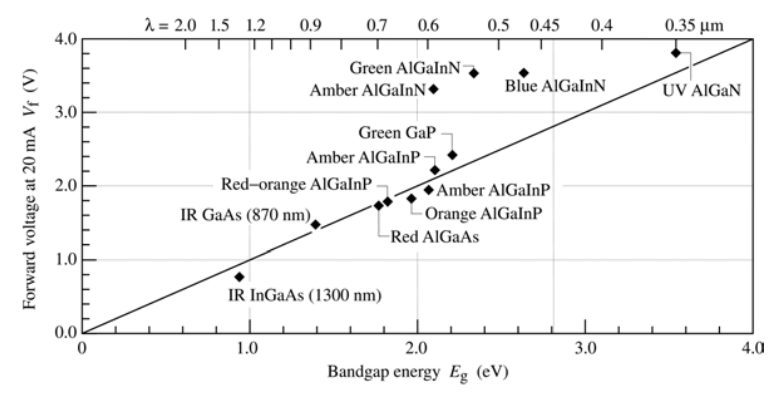 λ = 2.0 1.5 1.2 0.9 0.7 0.6 0.5 0.45 0.4 0.35 μm
4.0
Green AlGaInN
Amber AlGaInN
Blue AlGaInN
UV AlGaN
3.0
Green GaP
Amber AlGaInP
2.0
Red–orange AlGaInP
Amber AlGaInP
IR GaAs (870 nm)
Orange AlGaInP
Red AlGaAs
1.0
IR InGaAs (1300 nm)
0.0
Forward voltage at 20 mA Vf (V)
0 1.0 2.0 3.0 4.0
Bandgap energy Eg (eV)